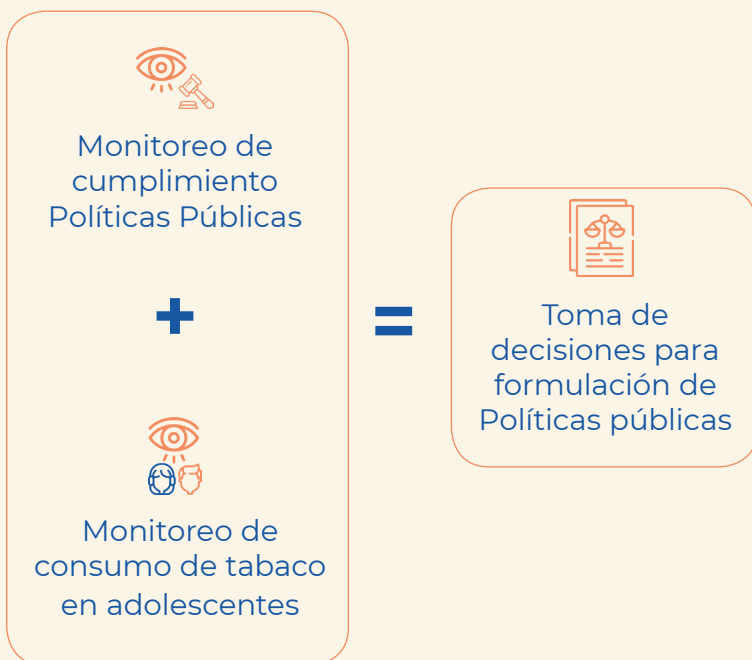 Monitoreo de
cumplimiento
Políticas Públicas
+
Monitoreo de
consumo de tabaco
en adolescentes
=
Toma de
decisiones para
formulación de
Políticas públicas